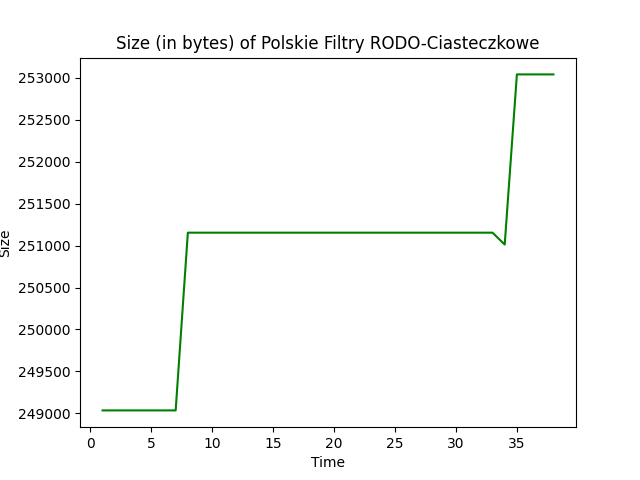 Size (in bytes) of Polskie Filtry RODO-Ciasteczkowe
253000
252500
252000
251500
251000
250500
250000
249500
249000
Size
0 5 10 15 20 25 30 35
Time